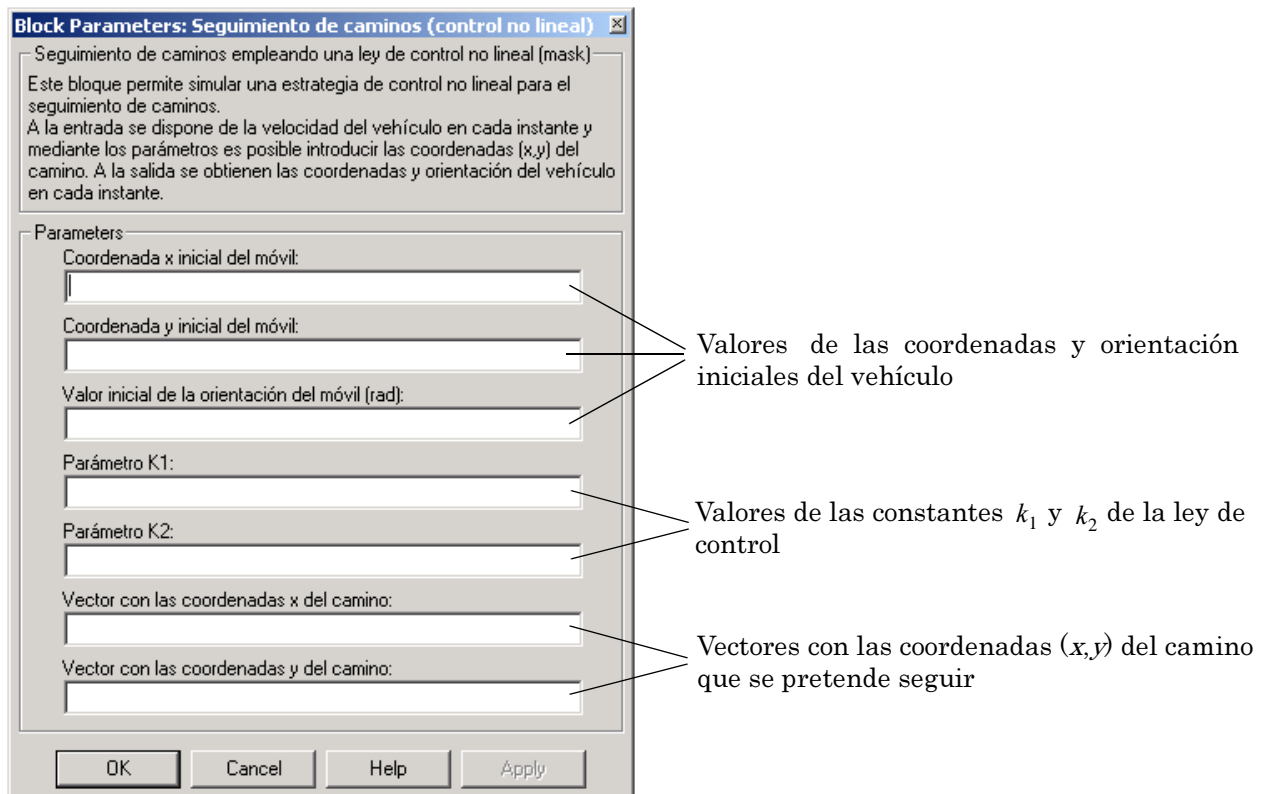 Block Parameters: Seguimiento de caminos (control no lineal)
Seguimiento de caminos empleando una ley de control no lineal (mask)
Este bloque permite simular una estrategia de control no lineal para el
seguimiento de caminos.
A la entrada se dispone de la velocidad del vehículo en cada instante y
mediante los parámetros es posible introducir las coordenadas (x,y) del
camino. A la salida se obtienen las coordenadas y orientación del vehículo
en cada instante.
Parameters
Coordenada x inicial del móvil:
Coordenada y inicial del móvil:
Valor inicial de la orientación del móvil (rad):
Parámetro K1:
Parámetro K2:
Vector con las coordenadas x del camino:
Vector con las coordenadas y del camino:
OK Cancel Help Apply
Valores de las coordenadas y orientación
iniciales del vehículo
Valores de las constantes k₁ y k₂ de la ley de
control
Vectores con las coordenadas (x,y) del camino
que se pretende seguir